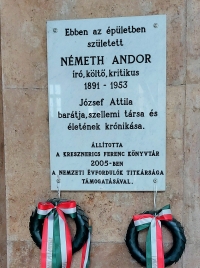 Ebben az épületben
született
NÉMETH ANDOR
író, költő, kritikus
1891 - 1953
József Attila
barátja, szellemi társa és
életének krónikása.
ÁLLÍTOTTA
A KRESZNERICS FERENC KÖNYVTÁR
2005-BEN
A NEMZETI ÉVFORDULÓK TITKÁRSÁGA
TÁMOGATÁSÁVAL.